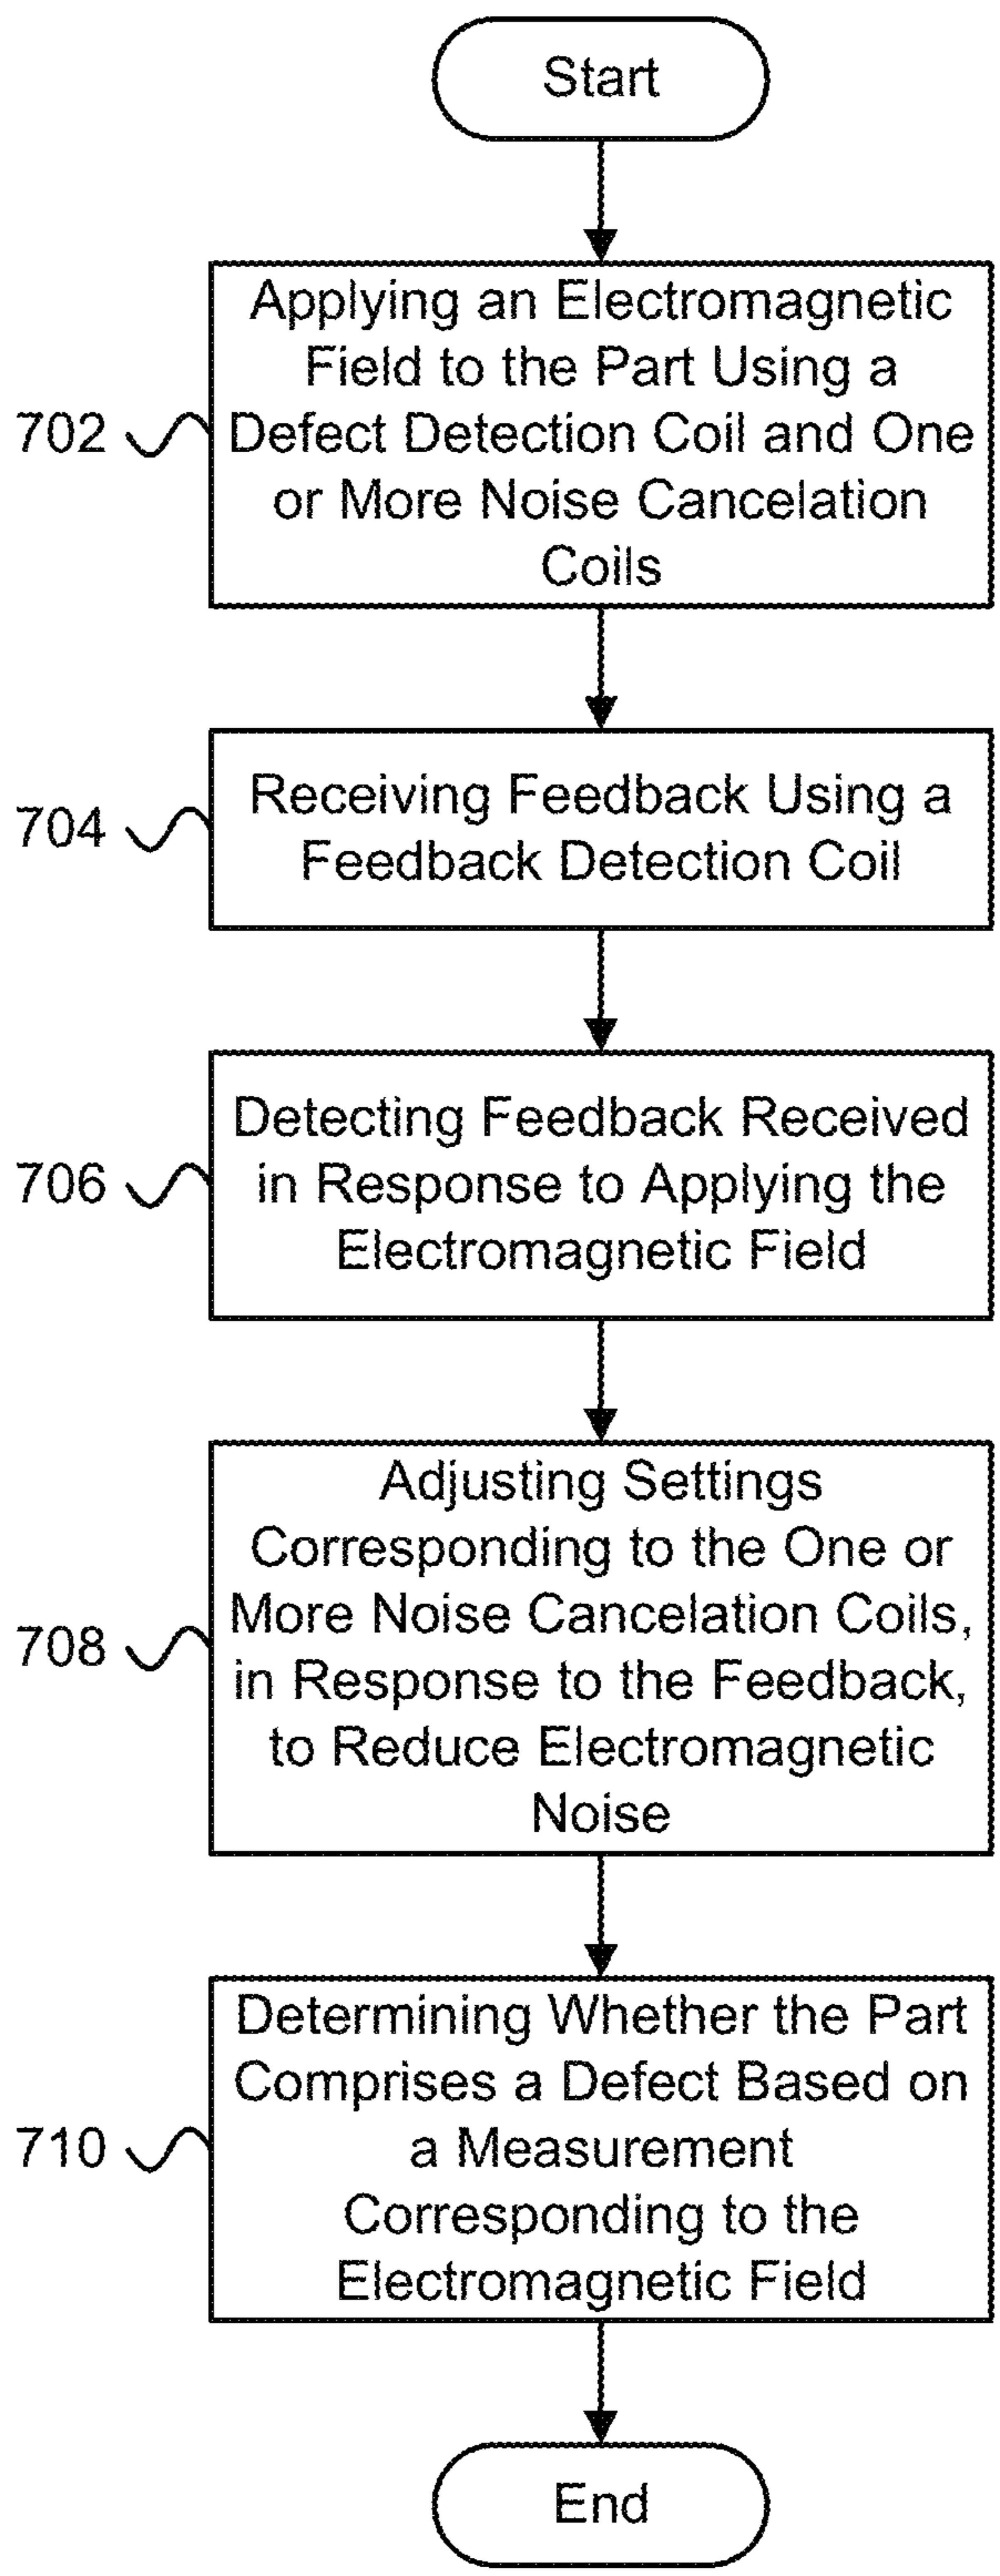 Start
Applying an Electromagnetic
Field to the Part Using a
702
Defect Detection Coil and One
or More Noise Cancelation
Coils
Receiving Feedback Using a
704
Feedback Detection Coil
Detecting Feedback Received
706
in Response to Applying the
Electromagnetic Field
Adjusting Settings
Corresponding to the One or
More Noise Cancelation Coils,
708
in Response to the Feedback,
to Reduce Electromagnetic
Noise
Determining Whether the Part
Comprises a Defect Based on
710
a Measurement
Corresponding to the
Electromagnetic Field
End